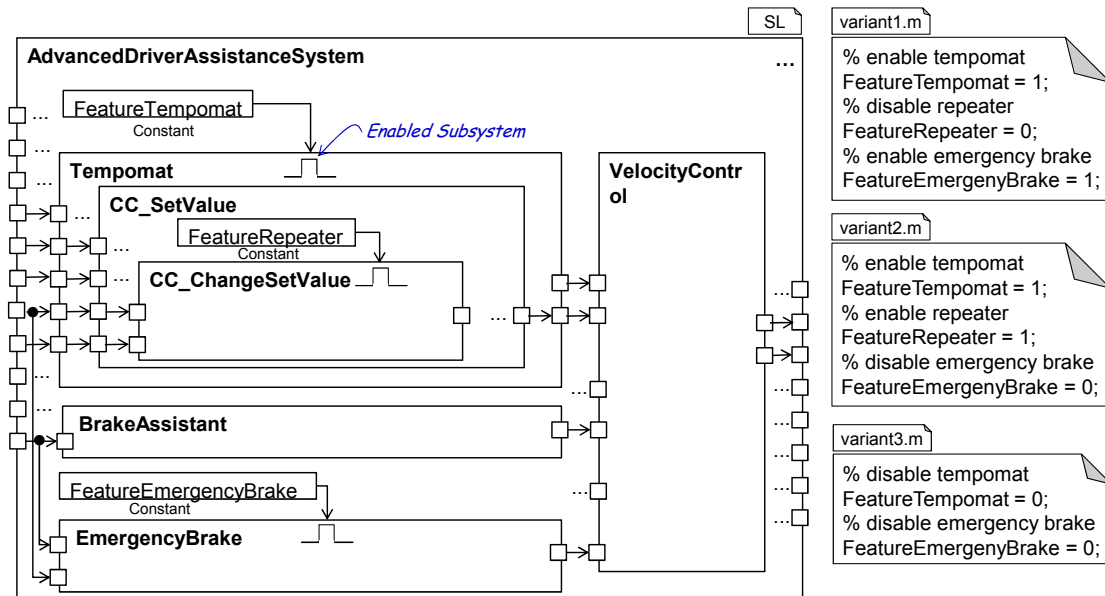 SL
AdvancedDriverAssistanceSystem
...
FeatureTempomat
Constant
Enabled Subsystem
Tempomat
CC_SetValue
FeatureRepeater
Constant
CC_ChangeSetValue
VelocityContr
ol
BrakeAssistant
FeatureEmergencyBrake
Constant
EmergencyBrake
variant1.m
% enable tempomat
FeatureTempomat = 1;
% disable repeater
FeatureRepeater = 0;
% enable emergency brake
FeatureEmergenyBrake = 1;
variant2.m
% enable tempomat
FeatureTempomat = 1;
% enable repeater
FeatureRepeater = 1;
% disable emergency brake
FeatureEmergenyBrake = 0;
variant3.m
% disable tempomat
FeatureTempomat = 0;
% disable emergency brake
FeatureEmergenyBrake = 0;